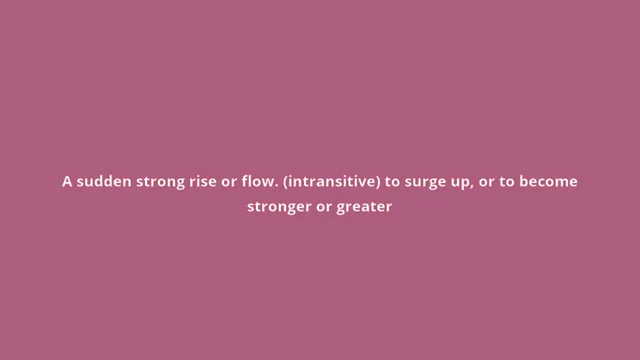 A sudden strong rise or flow. (intransitive) to surge up, or to become
stronger or greater